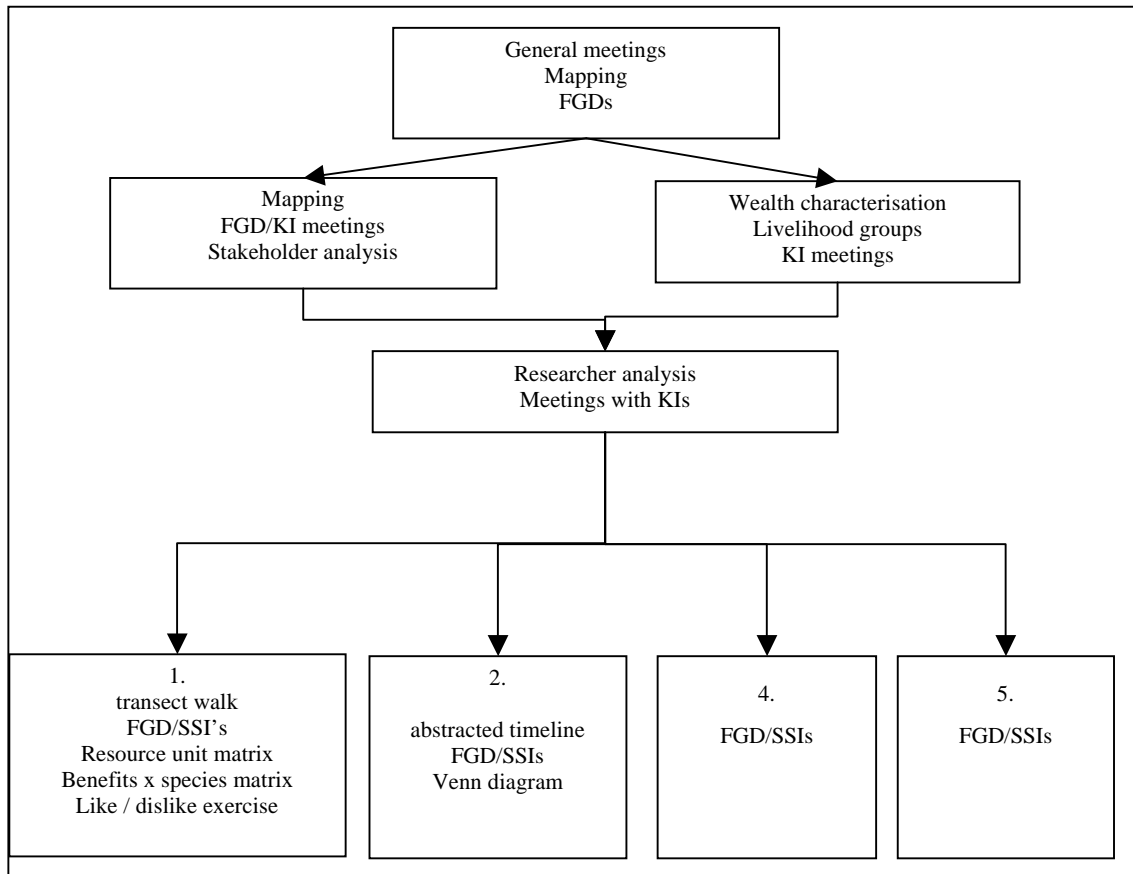 General meetings
Mapping
FGDs
Mapping
FGD/KI meetings
Stakeholder analysis
Wealth characterisation
Livelihood groups
KI meetings
Researcher analysis
Meetings with KIs
1.
transect walk
FGD/SSI’s
Resource unit matrix
Benefits x species matrix
Like / dislike exercise
2.
abstracted timeline
FGD/SSIs
Venn diagram
4.
FGD/SSIs
5.
FGD/SSIs